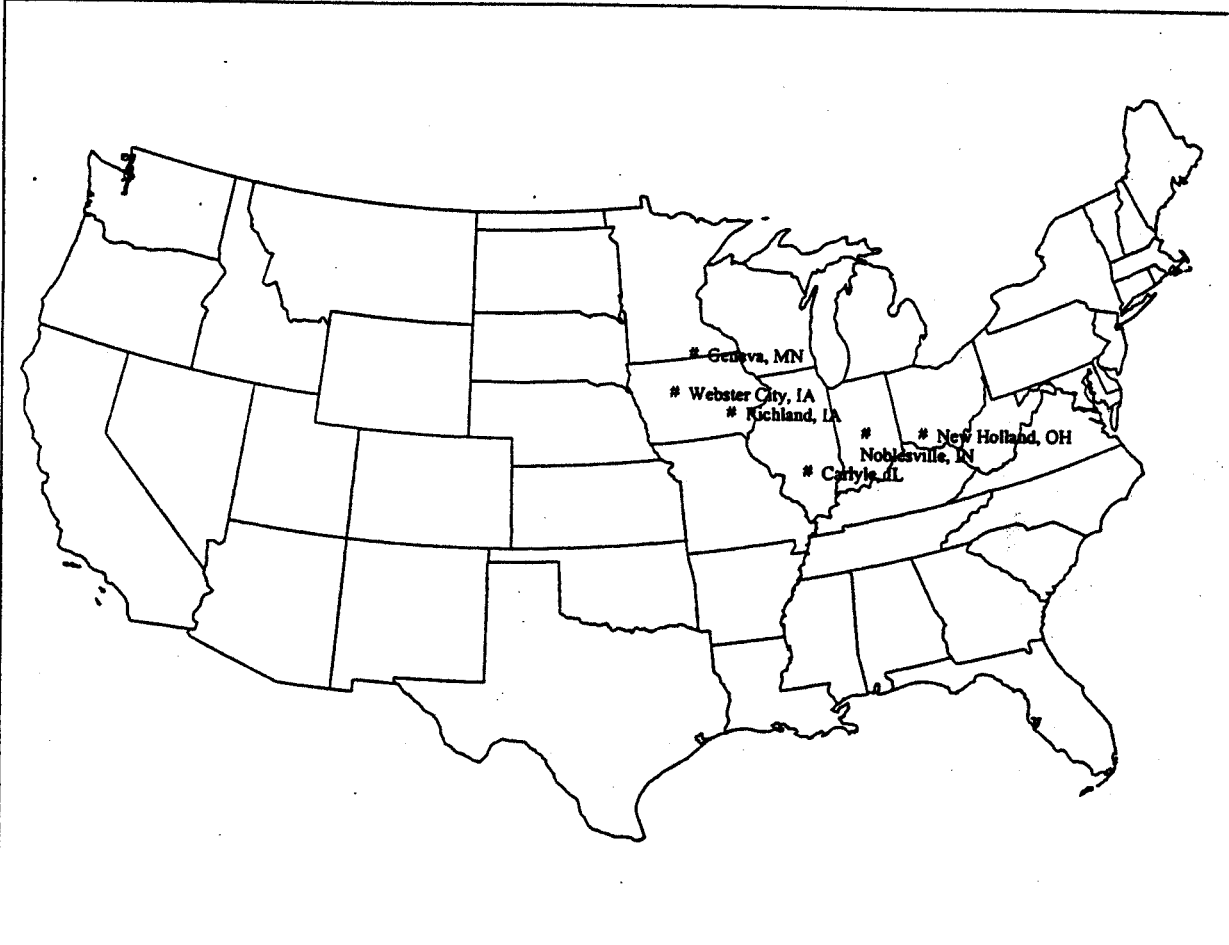 # Geneva, MN
# Webster City, IA
# Richland, IA
# # New Holland, OH
Noblesville, IN
# Carlyle, IL